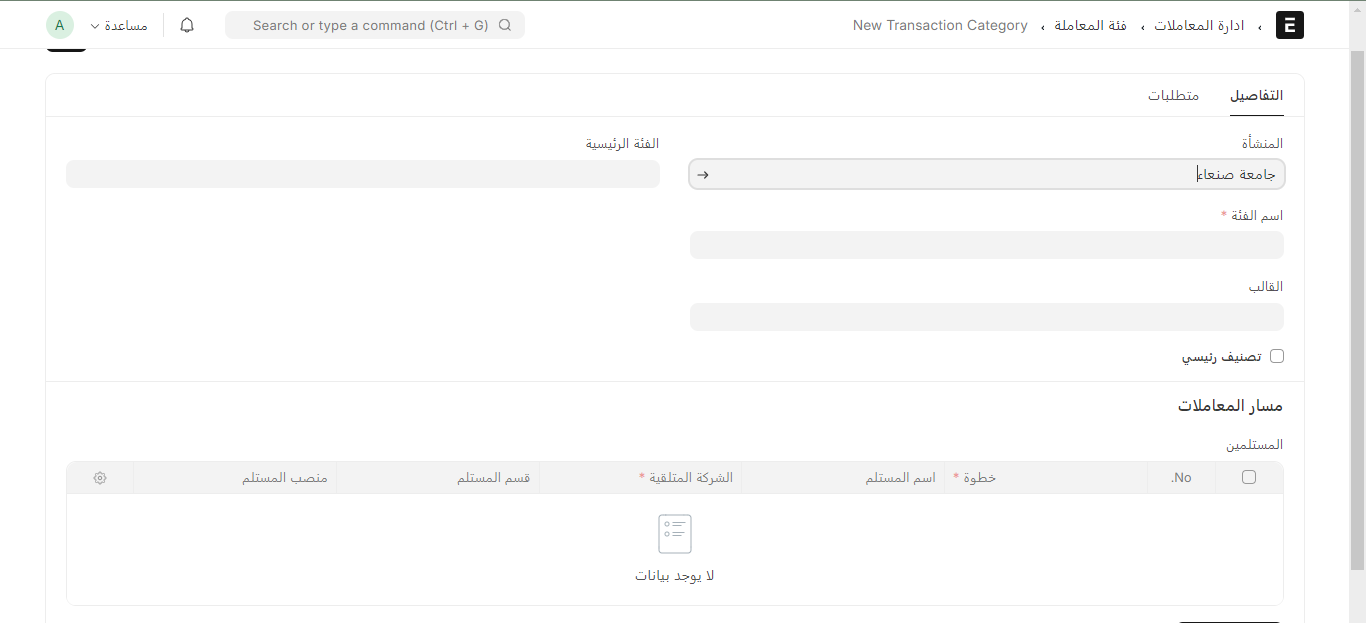 E › ادارة المعاملات › فئة المعاملة › New Transaction Category
Search or type a command (Ctrl + G)
مساعدة
A
التفاصيل
متطلبات
المنشأة
جامعة صنعاء
الفئة الرئيسية
اسم الفئة *
القالب
تصنيف رئيسي
مسار المعاملات
المستلمين
No.
خطوة *
اسم المستلم
الشركة المتلقية *
قسم المستلم
منصب المستلم
لا يوجد بيانات